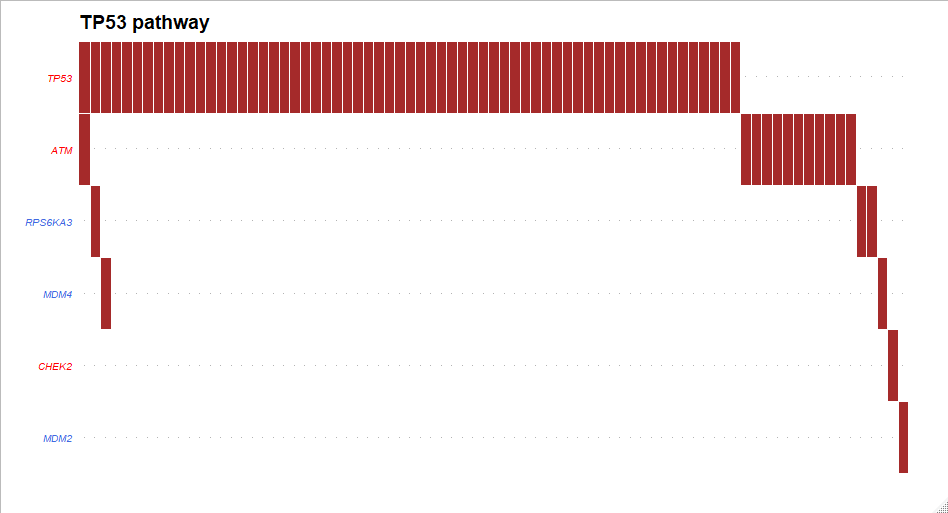 TP53 pathway
TP53
ATM
RPS6KA3
MDM4
CHEK2
MDM2